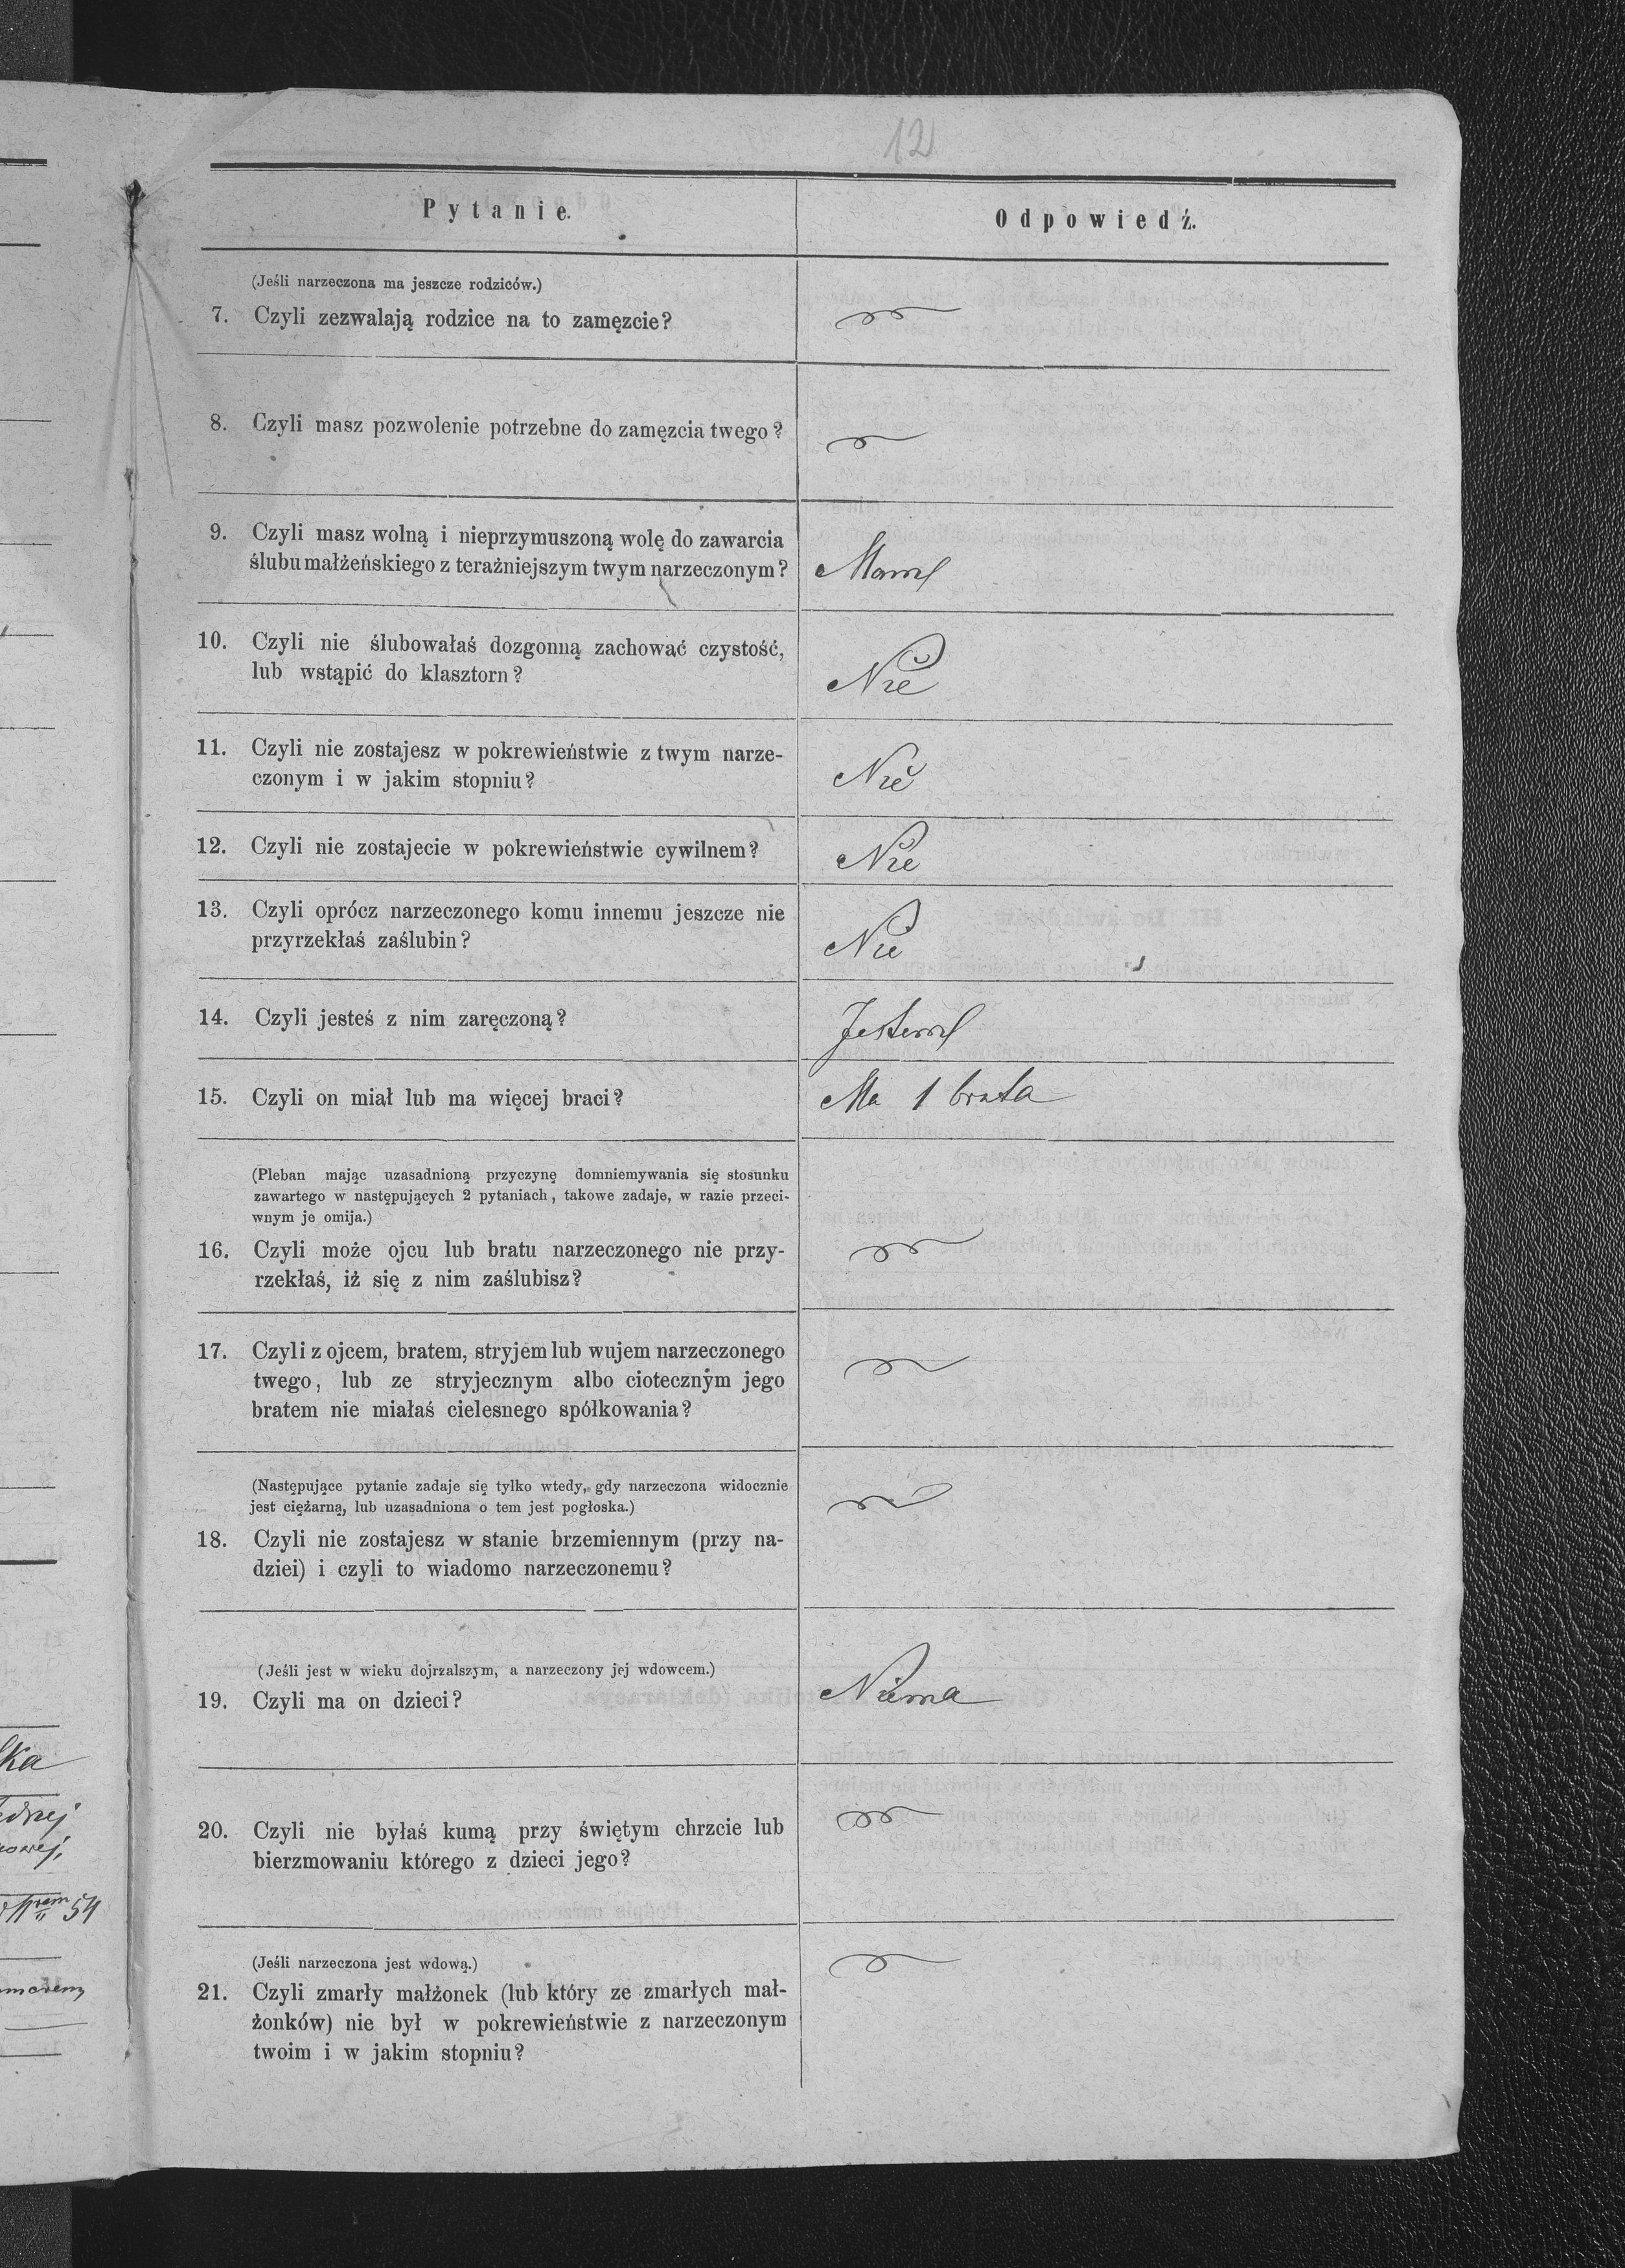 12
Pytanie.
Odpowiedź.
(Jeśli narzeczona ma jeszcze rodziców.)
7. Czyli zezwalają rodzice na to zamęzcie?
8. Czyli masz pozwolenie potrzebne do zamęzcia twego?
9. Czyli masz wolną i nieprzymuszoną wolę do zawarcia
ślubu małżeńskiego z teraźniejszym twym narzeczonym?
Mam
10. Czyli nie ślubowałaś dozgonną zachować czystość,
lub wstąpić do klasztorn?
Nie
11. Czyli nie zostajesz w pokrewieństwie z twym narze-
czonym i w jakim stopniu?
Nie
12. Czyli nie zostajecie w pokrewieństwie cywilnem?
Nie
13. Czyli oprócz narzeczonego komu innemu jeszcze nie
przyrzekłaś zaślubin?
Nie
14. Czyli jesteś z nim zaręczoną?
Jestem
15. Czyli on miał lub ma więcej braci?
Ma 1 brata
(Pleban mając uzasadnioną przyczynę domniemywania się stosunku
zawartego w następujących 2 pytaniach, takowe zadaje, w razie przeci-
wnym je omija.)
16. Czyli może ojcu lub bratu narzeczonego nie przy-
rzekłaś, iż się z nim zaślubisz?
17. Czyli z ojcem, bratem, stryjem lub wujem narzeczonego
twego, lub ze stryjecznym albo ciotecznym jego
bratem nie miałaś cielesnego spółkowania?
(Następujące pytanie zadaje się tylko wtedy, gdy narzeczona widocznie
jest ciężarną, lub uzasadniona o tem jest pogłoska.)
18. Czyli nie zostajesz w stanie brzemiennym (przy na-
dziei) i czyli to wiadomo narzeczonemu?
(Jeśli jest w wieku dojrzalszym, a narzeczony jej wdowcem.)
19. Czyli ma on dzieci?
Niema
20. Czyli nie byłaś kumą przy świętym chrzcie lub
bierzmowaniu którego z dzieci jego?
(Jeśli narzeczona jest wdową.)
21. Czyli zmarły małżonek (lub który ze zmarłych mał-
żonków) nie był w pokrewieństwie z narzeczonym
twoim i w jakim stopniu?